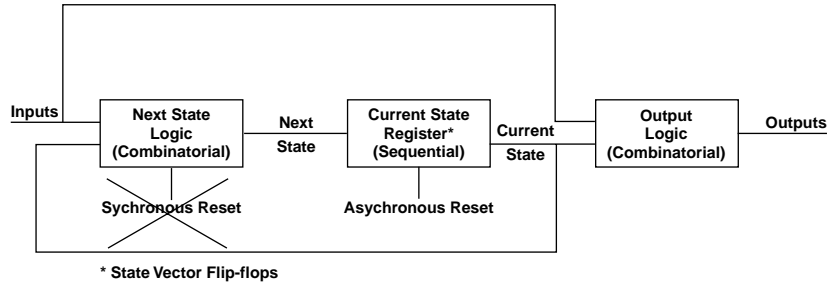 Inputs
Next State
Logic
(Combinatorial)
Next
State
Current State
Register*
(Sequential)
Current
State
Output
Logic
(Combinatorial)
Outputs
Sychronous Reset
Asychronous Reset
* State Vector Flip-flops